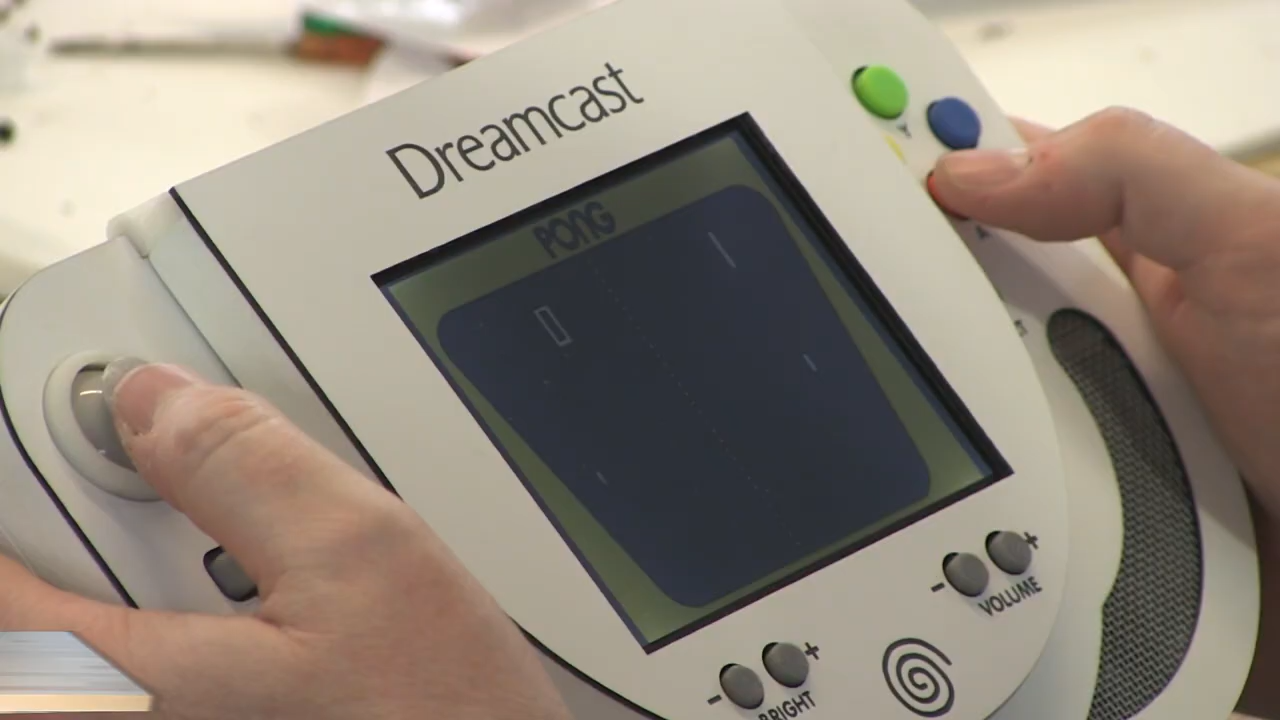 Dreamcast
PONG
Y
A
- + VOLUME
- + BRIGHT